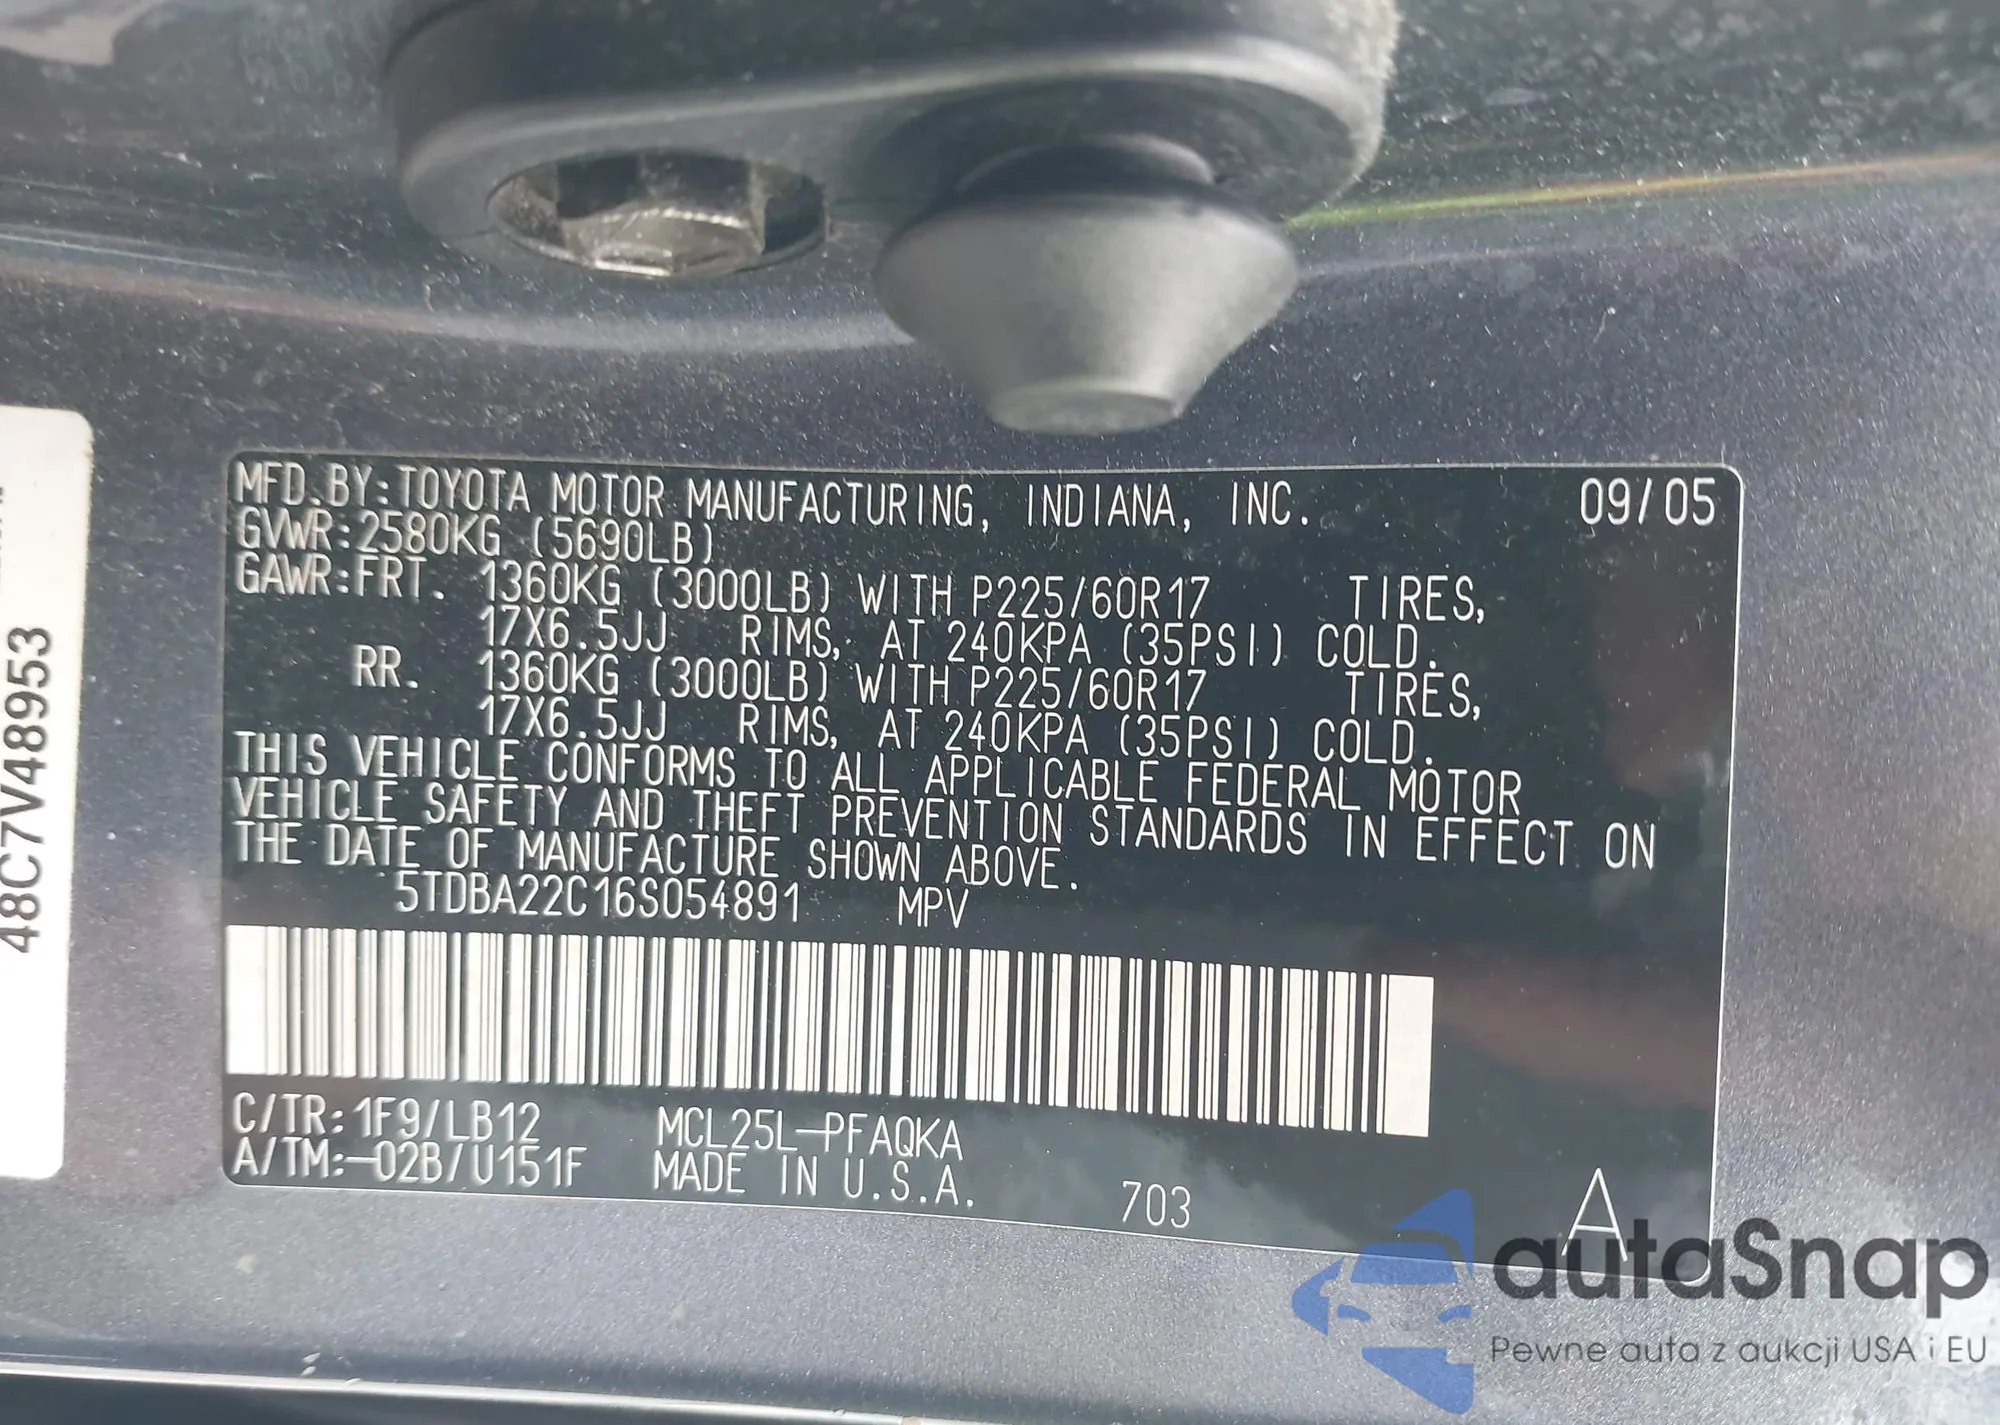 MFD.BY:TOYOTA MOTOR MANUFACTURING, INDIANA, INC. 09/05
GVWR:2580KG (5690LB)
GAWR:FRT. 1360KG (3000LB) WITH P225/60R17 TIRES,
17X6.5JJ RIMS, AT 240KPA (35PSI) COLD.
RR. 1360KG (3000LB) WITH P225/60R17 TIRES,
17X6.5JJ RIMS, AT 240KPA (35PSI) COLD.
THIS VEHICLE CONFORMS TO ALL APPLICABLE FEDERAL MOTOR
VEHICLE SAFETY AND THEFT PREVENTION STANDARDS IN EFFECT ON
THE DATE OF MANUFACTURE SHOWN ABOVE.
5TDBA22C16S054891 MPV
C/TR:1F9/LB12 MCL25L-PFAQKA
A/TM:-02B/U151F MADE IN U.S.A. 703 A
48C7V48953
autaSnap
Pewne auta z aukcji USA i EU